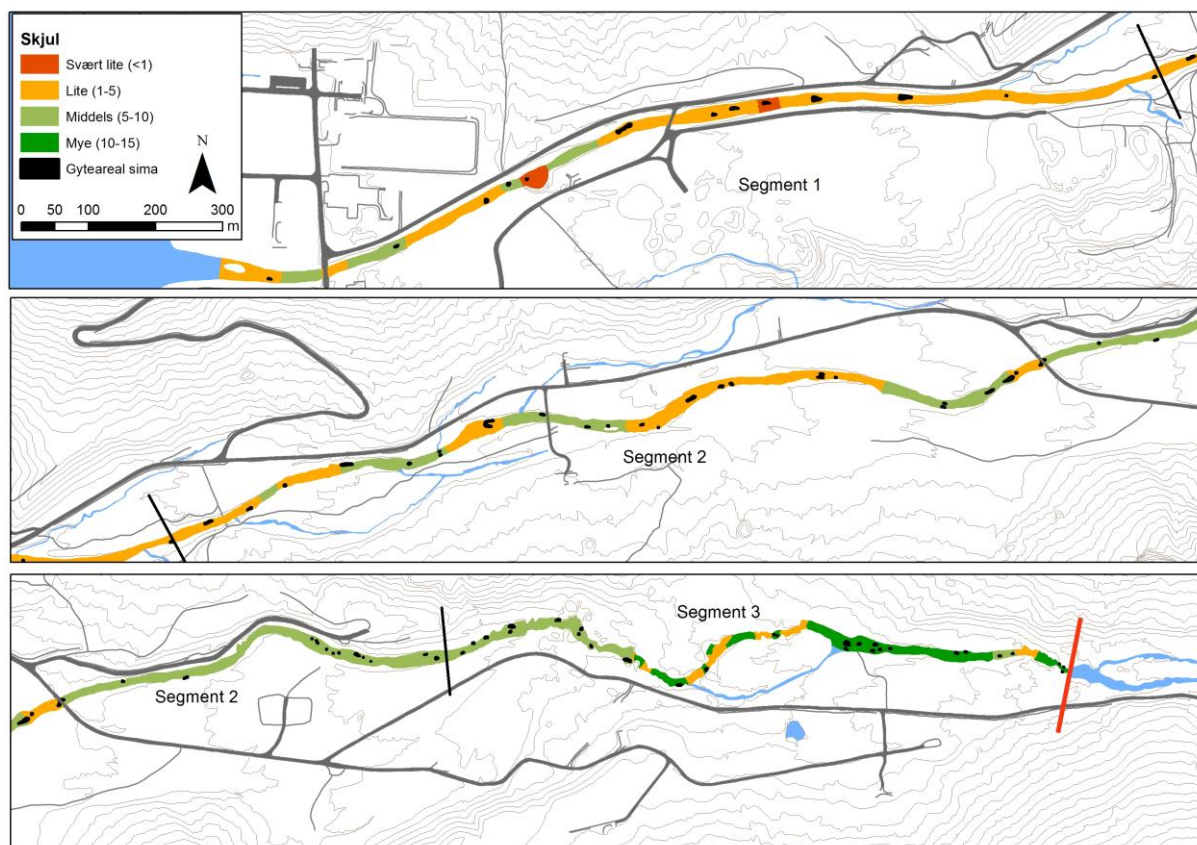 Skjul
Svært lite (<1)
Lite (1-5)
Middels (5-10)
Mye (10-15)
Gyteareal sima
N
0 50 100 200 300
m
Segment 1
Segment 2
Segment 3
Segment 2